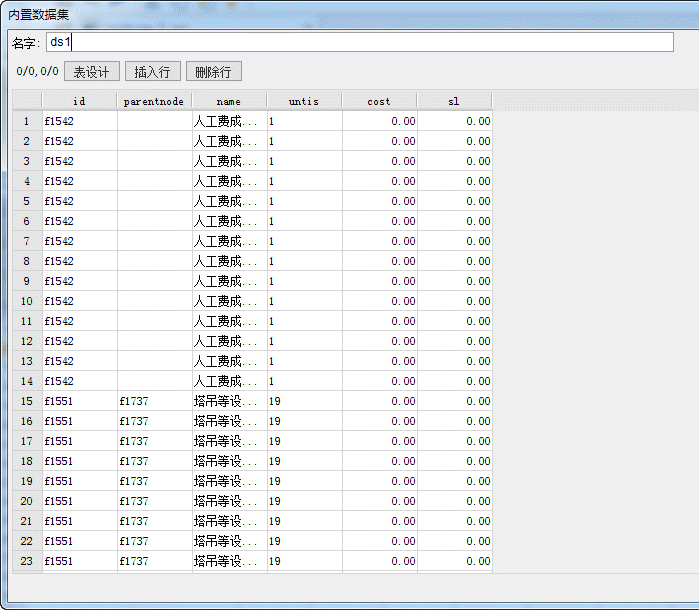 内置数据集
名字: ds1
0/0,0/0 表设计 插入行 删除行
id parentnode name untis cost sl
1 f1542 人工费成... 1 0.00 0.00
2 f1542 人工费成... 1 0.00 0.00
3 f1542 人工费成... 1 0.00 0.00
4 f1542 人工费成... 1 0.00 0.00
5 f1542 人工费成... 1 0.00 0.00
6 f1542 人工费成... 1 0.00 0.00
7 f1542 人工费成... 1 0.00 0.00
8 f1542 人工费成... 1 0.00 0.00
9 f1542 人工费成... 1 0.00 0.00
10 f1542 人工费成... 1 0.00 0.00
11 f1542 人工费成... 1 0.00 0.00
12 f1542 人工费成... 1 0.00 0.00
13 f1542 人工费成... 1 0.00 0.00
14 f1542 人工费成... 1 0.00 0.00
15 f1551 f1737 塔吊等设... 19 0.00 0.00
16 f1551 f1737 塔吊等设... 19 0.00 0.00
17 f1551 f1737 塔吊等设... 19 0.00 0.00
18 f1551 f1737 塔吊等设... 19 0.00 0.00
19 f1551 f1737 塔吊等设... 19 0.00 0.00
20 f1551 f1737 塔吊等设... 19 0.00 0.00
21 f1551 f1737 塔吊等设... 19 0.00 0.00
22 f1551 f1737 塔吊等设... 19 0.00 0.00
23 f1551 f1737 塔吊等设... 19 0.00 0.00